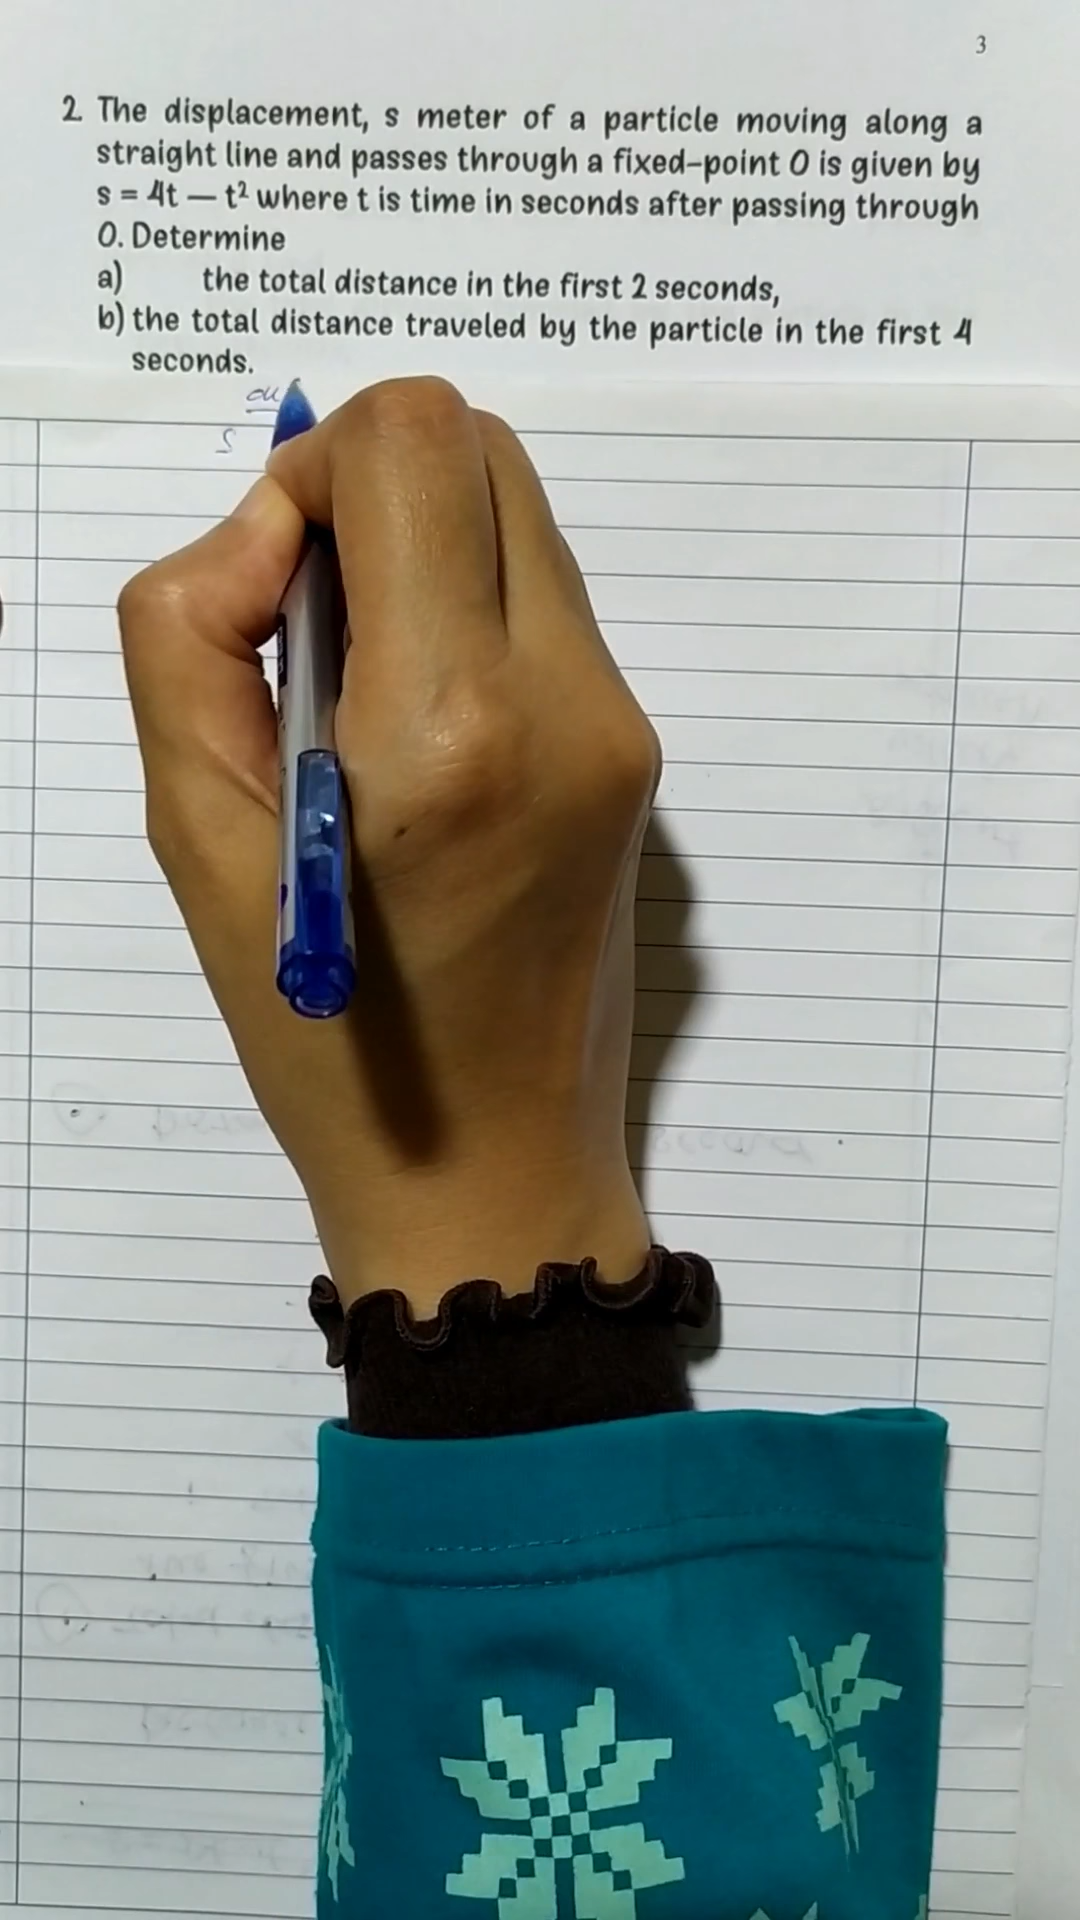 3
2. The displacement, s meter of a particle moving along a
straight line and passes through a fixed-point O is given by
s = 4t — t² where t is time in seconds after passing through
O. Determine
a) the total distance in the first 2 seconds,
b) the total distance traveled by the particle in the first 4
seconds.
S